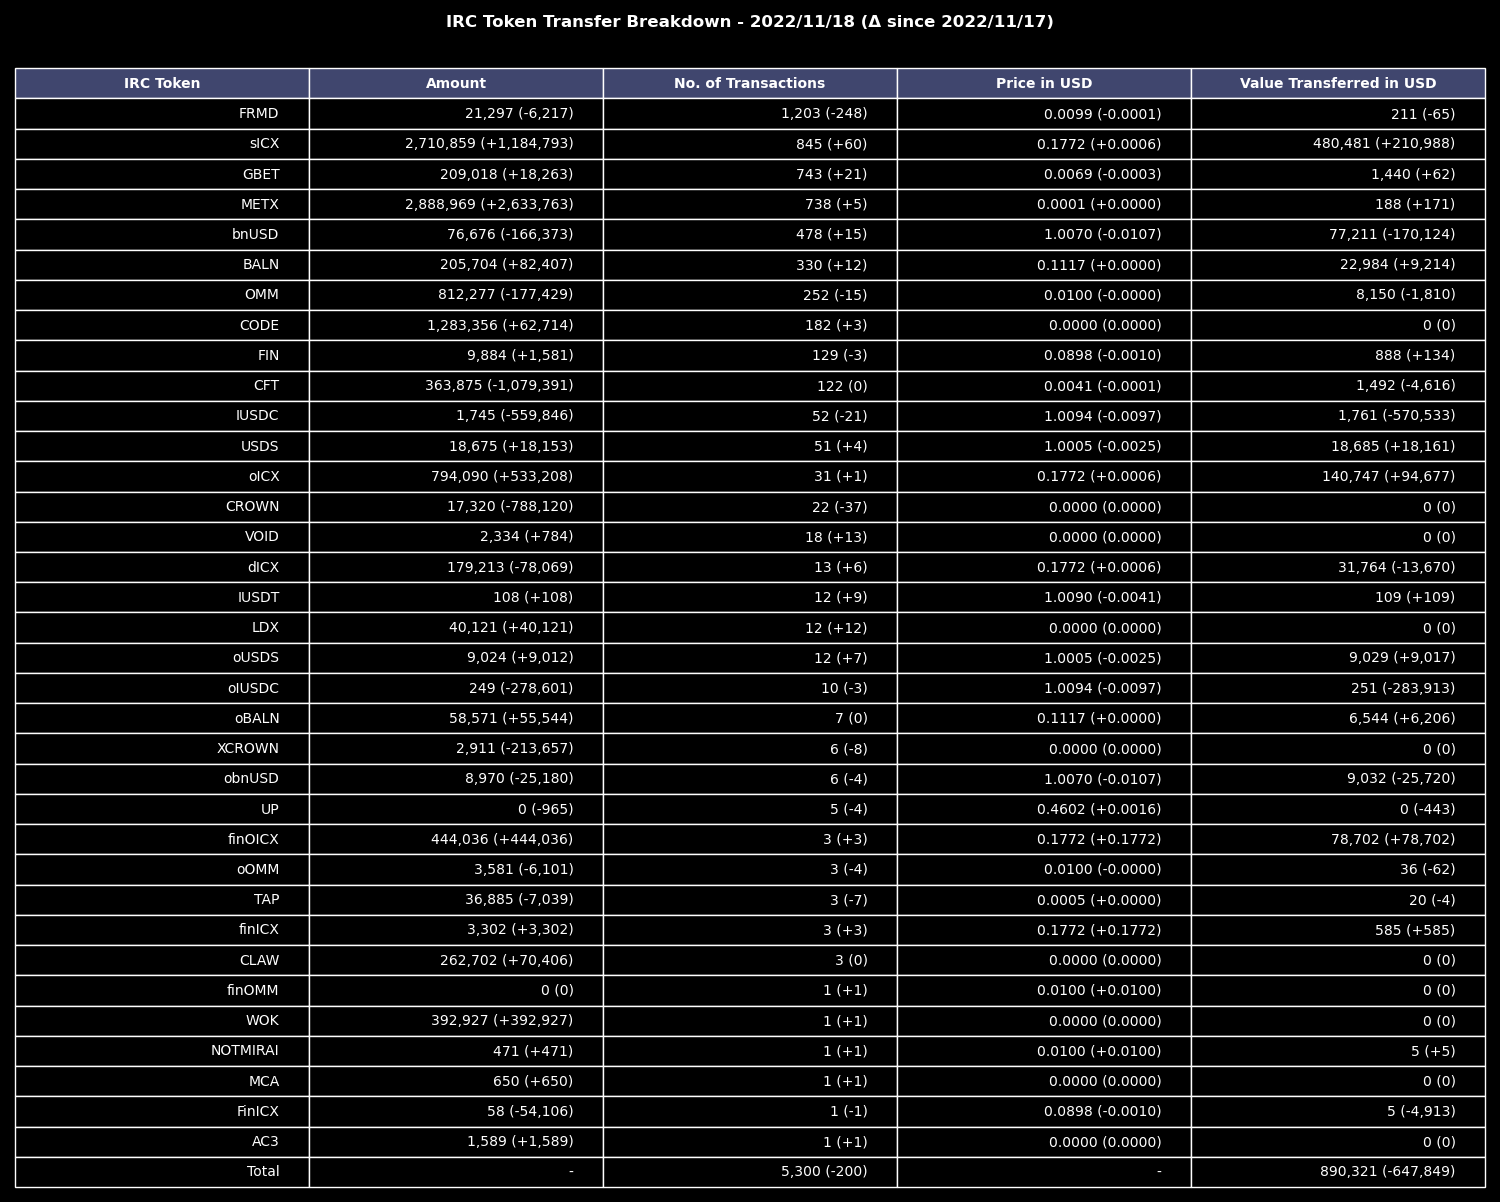 IRC Token Transfer Breakdown - 2022/11/18 (Δ since 2022/11/17)
IRC Token Amount No. of Transactions Price in USD Value Transferred in USD
FRMD 21,297 (-6,217) 1,203 (-248) 0.0099 (-0.0001) 211 (-65)
sICX 2,710,859 (+1,184,793) 845 (+60) 0.1772 (+0.0006) 480,481 (+210,988)
GBET 209,018 (+18,263) 743 (+21) 0.0069 (-0.0003) 1,440 (+62)
METX 2,888,969 (+2,633,763) 738 (+5) 0.0001 (+0.0000) 188 (+171)
bnUSD 76,676 (-166,373) 478 (+15) 1.0070 (-0.0107) 77,211 (-170,124)
BALN 205,704 (+82,407) 330 (+12) 0.1117 (+0.0000) 22,984 (+9,214)
OMM 812,277 (-177,429) 252 (-15) 0.0100 (-0.0000) 8,150 (-1,810)
CODE 1,283,356 (+62,714) 182 (+3) 0.0000 (0.0000) 0 (0)
FIN 9,884 (+1,581) 129 (-3) 0.0898 (-0.0010) 888 (+134)
CFT 363,875 (-1,079,391) 122 (0) 0.0041 (-0.0001) 1,492 (-4,616)
IUSDC 1,745 (-559,846) 52 (-21) 1.0094 (-0.0097) 1,761 (-570,533)
USDS 18,675 (+18,153) 51 (+4) 1.0005 (-0.0025) 18,685 (+18,161)
oICX 794,090 (+533,208) 31 (+1) 0.1772 (+0.0006) 140,747 (+94,677)
CROWN 17,320 (-788,120) 22 (-37) 0.0000 (0.0000) 0 (0)
VOID 2,334 (+784) 18 (+13) 0.0000 (0.0000) 0 (0)
dICX 179,213 (-78,069) 13 (+6) 0.1772 (+0.0006) 31,764 (-13,670)
IUSDT 108 (+108) 12 (+9) 1.0090 (-0.0041) 109 (+109)
LDX 40,121 (+40,121) 12 (+12) 0.0000 (0.0000) 0 (0)
oUSDS 9,024 (+9,012) 12 (+7) 1.0005 (-0.0025) 9,029 (+9,017)
oIUSDC 249 (-278,601) 10 (-3) 1.0094 (-0.0097) 251 (-283,913)
oBALN 58,571 (+55,544) 7 (0) 0.1117 (+0.0000) 6,544 (+6,206)
XCROWN 2,911 (-213,657) 6 (-8) 0.0000 (0.0000) 0 (0)
obnUSD 8,970 (-25,180) 6 (-4) 1.0070 (-0.0107) 9,032 (-25,720)
UP 0 (-965) 5 (-4) 0.4602 (+0.0016) 0 (-443)
finOICX 444,036 (+444,036) 3 (+3) 0.1772 (+0.1772) 78,702 (+78,702)
oOMM 3,581 (-6,101) 3 (-4) 0.0100 (-0.0000) 36 (-62)
TAP 36,885 (-7,039) 3 (-7) 0.0005 (+0.0000) 20 (-4)
finICX 3,302 (+3,302) 3 (+3) 0.1772 (+0.1772) 585 (+585)
CLAW 262,702 (+70,406) 3 (0) 0.0000 (0.0000) 0 (0)
finOMM 0 (0) 1 (+1) 0.0100 (+0.0100) 0 (0)
WOK 392,927 (+392,927) 1 (+1) 0.0000 (0.0000) 0 (0)
NOTMIRAI 471 (+471) 1 (+1) 0.0100 (+0.0100) 5 (+5)
MCA 650 (+650) 1 (+1) 0.0000 (0.0000) 0 (0)
FinICX 58 (-54,106) 1 (-1) 0.0898 (-0.0010) 5 (-4,913)
AC3 1,589 (+1,589) 1 (+1) 0.0000 (0.0000) 0 (0)
Total - 5,300 (-200) - 890,321 (-647,849)